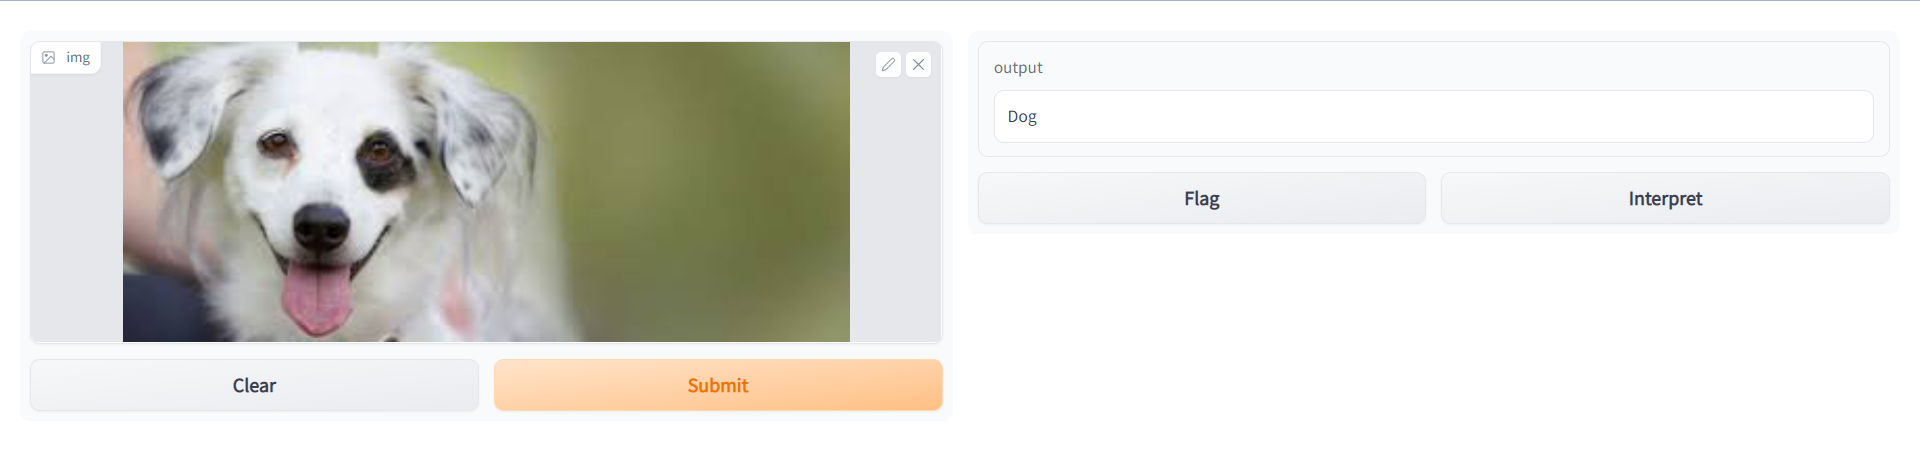 img
output
Dog
Flag
Interpret
Clear
Submit